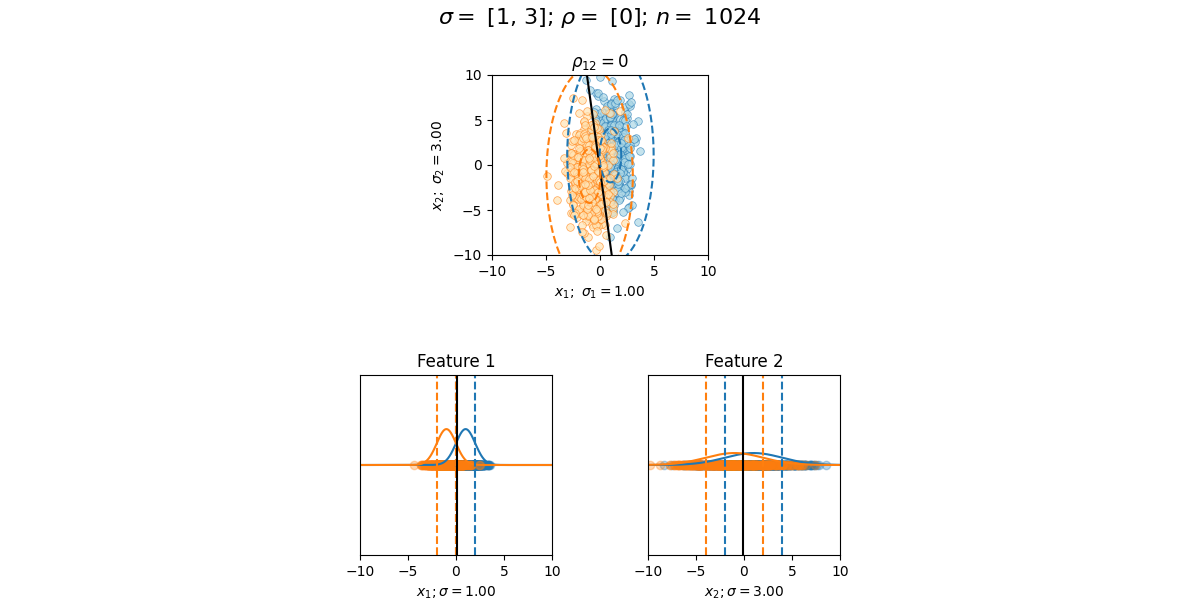 σ = [1, 3]; ρ = [0]; n = 1024
ρ₁₂ = 0
10
5
0
−5
−10
x₂; σ₂ = 3.00
−10 −5 0 5 10
x₁; σ₁ = 1.00
Feature 1 Feature 2
−10 −5 0 5 10 −10 −5 0 5 10
x₁; σ = 1.00 x₂; σ = 3.00